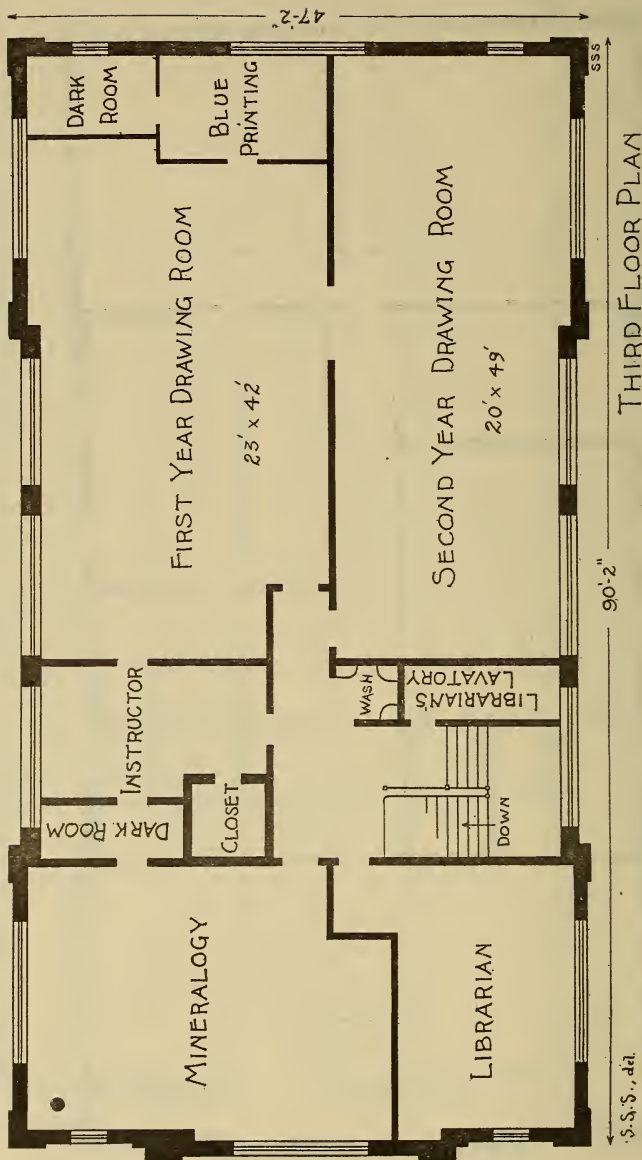 47'-2"
DARK
ROOM
BLUE
PRINTING
FIRST YEAR DRAWING ROOM
23' x 42'
SECOND YEAR DRAWING ROOM
20' x 49'
INSTRUCTOR
DARK ROOM
CLOSET
WASH
LIBRARIAN'S
LAVATORY
DOWN
MINERALOGY
LIBRARIAN
SSS
90'-2"
THIRD FLOOR PLAN
S.S.S., del.